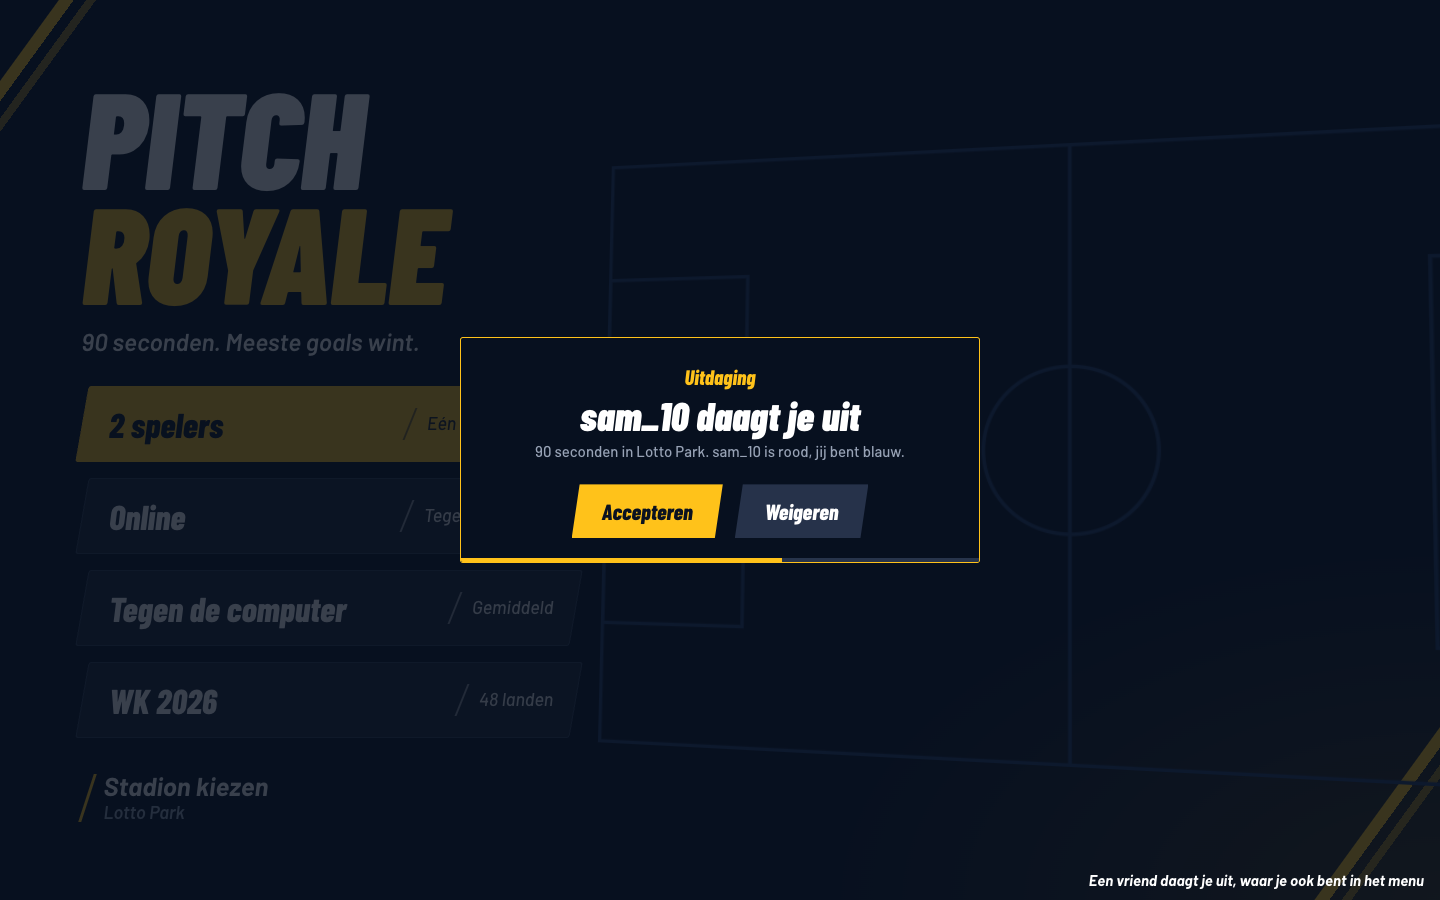 PITCH
ROYALE
90 seconden. Meeste goals wint.
2 spelers
Eén
Online
Tegen de computer
Gemiddeld
WK 2026
48 landen
Stadion kiezen
Lotto Park
Uitdaging
sam_10 daagt je uit
90 seconden in Lotto Park. sam_10 is rood, jij bent blauw.
Accepteren
Weigeren
Een vriend daagt je uit, waar je ook bent in het menu